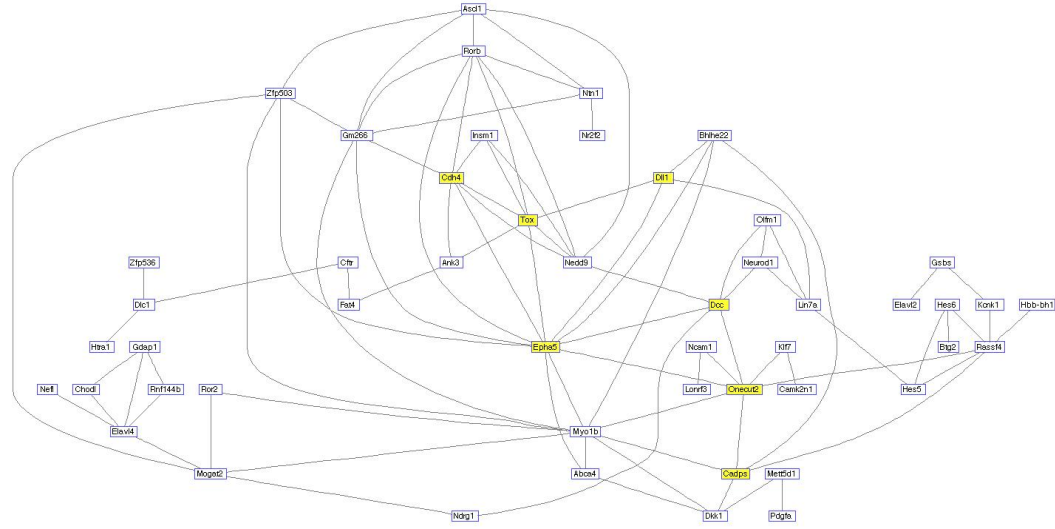 Ascl1
Rorb
Zfp503
Ntn1
Gm266
Insm1
Nr2f2
Bhlhe22
Cdh4
Dll1
Tox
Olfm1
Zfp536
Cftr
Ank3
Nedd9
Neurod1
Gsbs
Dlc1
Fat4
Dcc
Lin7a
Elavl2
Hes6
Kcnk1
Hbb-bh1
Htra1
Gdap1
Epha5
Ncam1
Klf7
Btg2
Rassf4
Nefl
Chodl
Rnf144b
Ror2
Lonrf3
Onecut2
Camk2n1
Hes5
Elavl4
Myo1b
Mogat2
Abca4
Cadps
Mett5d1
Ndrg1
Dkk1
Pdgfa